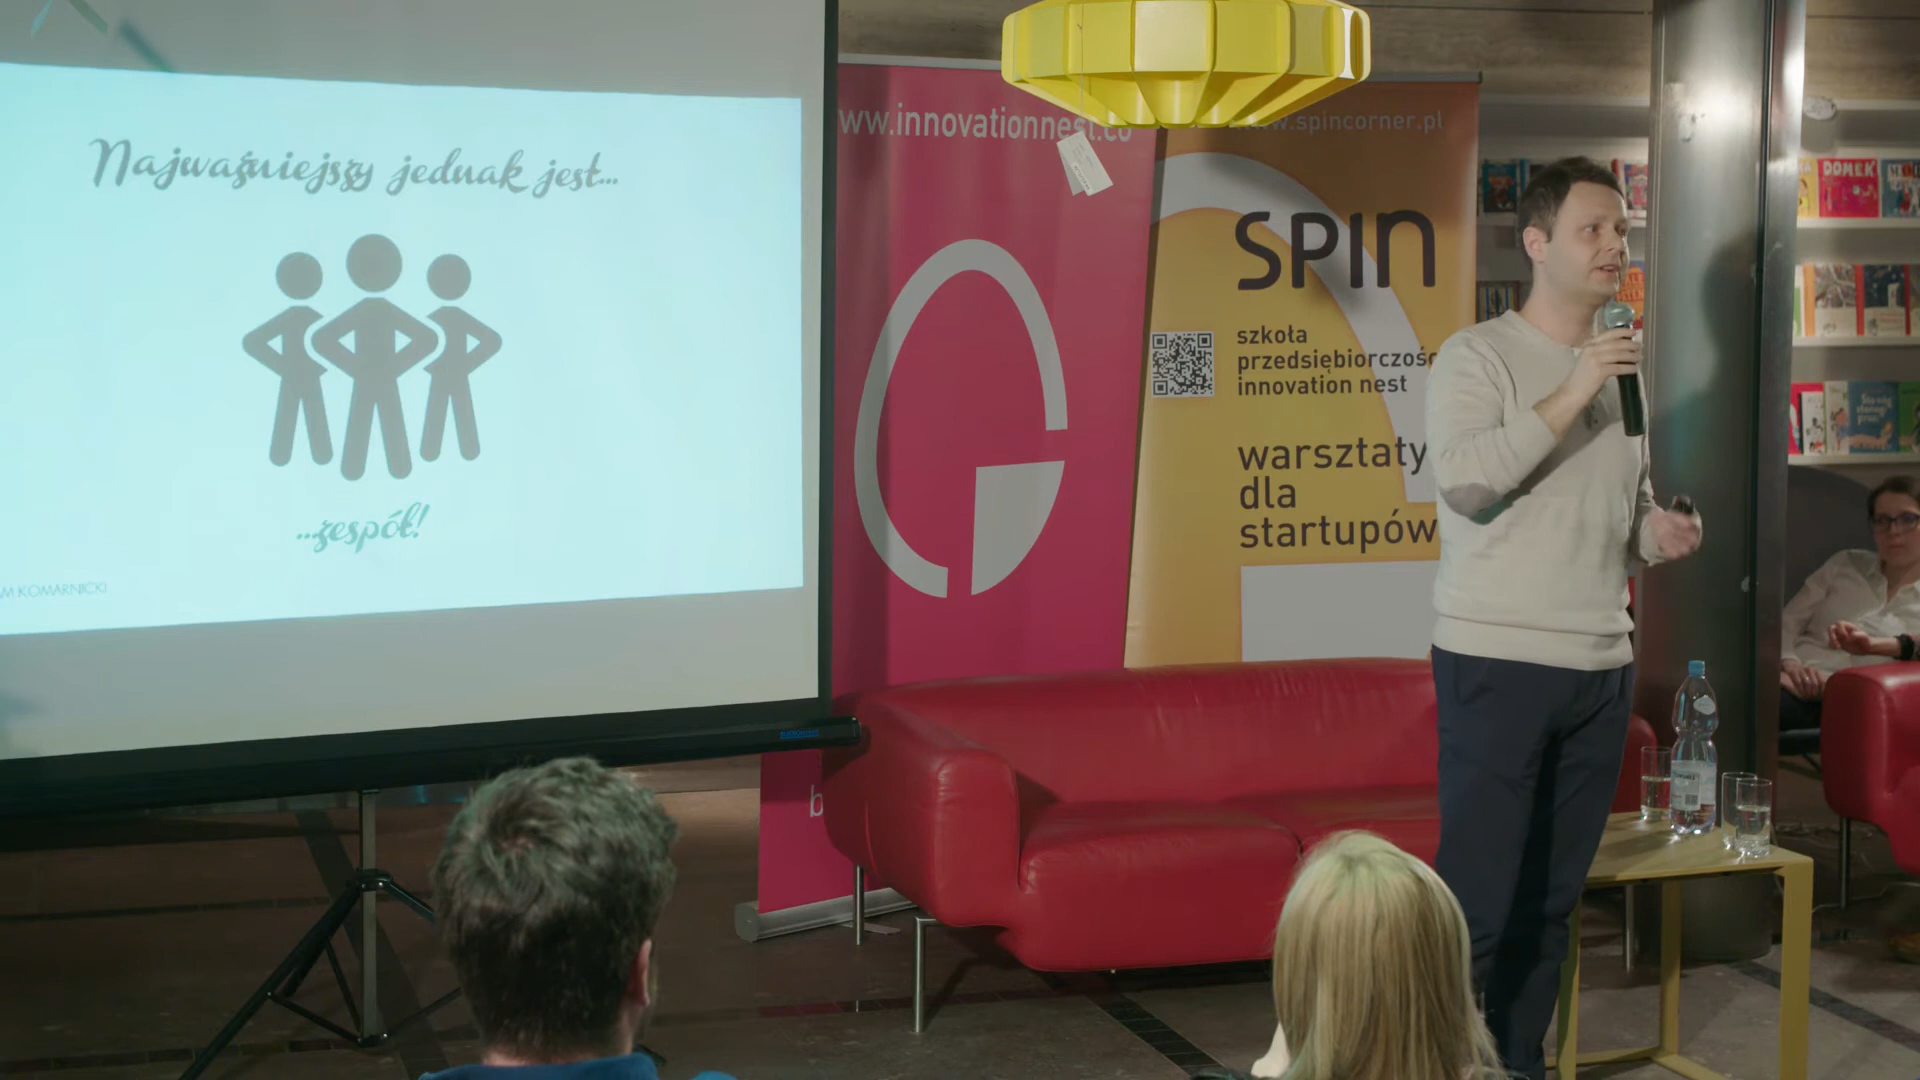 Najważniejszy jednak jest...
...zespół!
M KOMARNICKI
ww.innovationnest.co
www.spincorner.pl
SPIN
szkoła
przedsiębiorczośc
innovation nest
warsztaty
dla
startupów
b
DOMEK